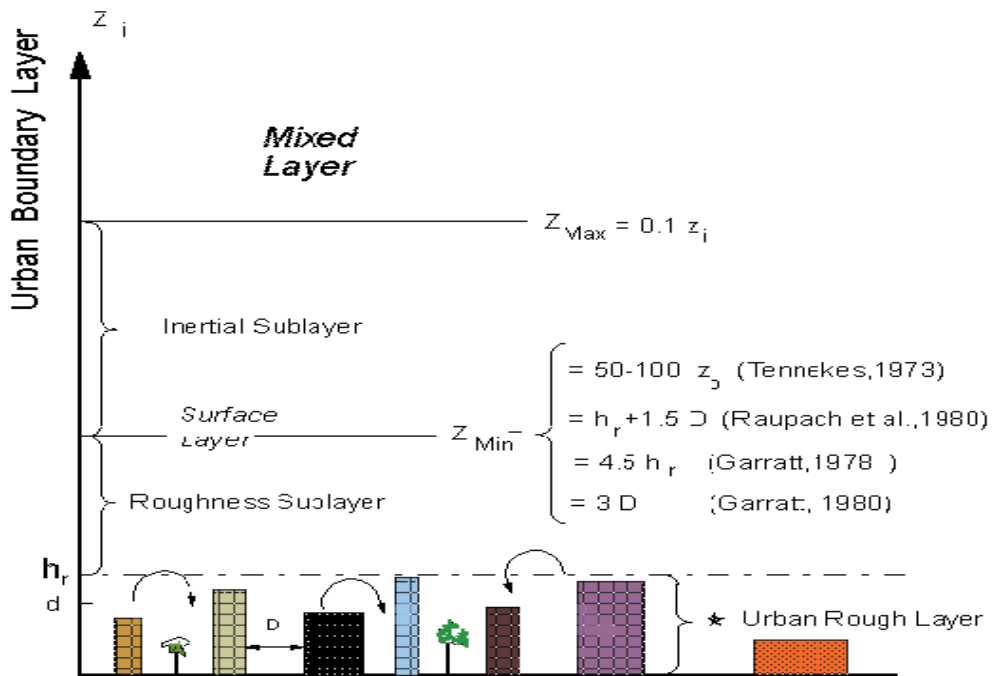 Z i
Urban Boundary Layer
Mixed
Layer
Z Max = 0.1 z i
Inertial Sublayer
= 50-100 z (Tennekes,1973)
Surface
Layer
Z Min = h r +1.5 D (Raupach et al.,1980)
= 4.5 h r (Garratt,1978 )
Roughness Sublayer
= 3 D (Garratt, 1980)
h r
d
D
★ Urban Rough Layer